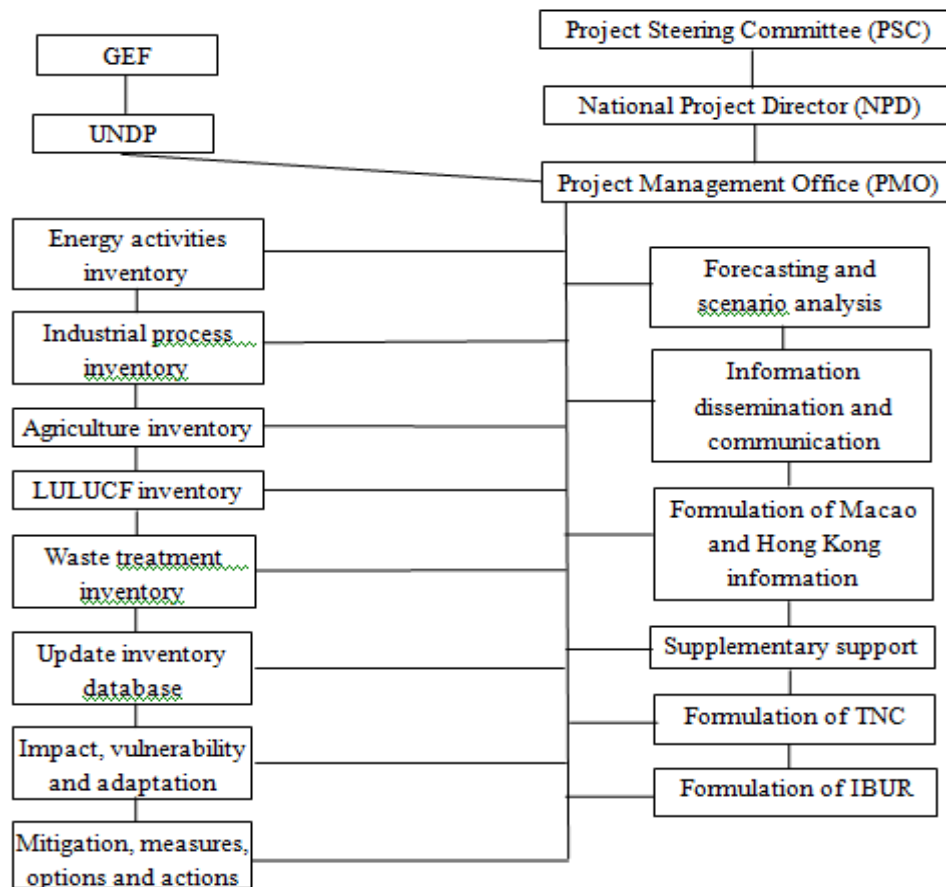 GEF
UNDP
Project Steering Committee (PSC)
National Project Director (NPD)
Project Management Office (PMO)
Energy activities
inventory
Industrial process
inventory
Agriculture inventory
LULUCF inventory
Waste treatment
inventory
Update inventory
database
Impact, vulnerability
and adaptation
Mitigation, measures,
options and actions
Forecasting and
scenario analysis
Information
dissemination and
communication
Formulation of Macao
and Hong Kong
information
Supplementary support
Formulation of TNC
Formulation of IBUR